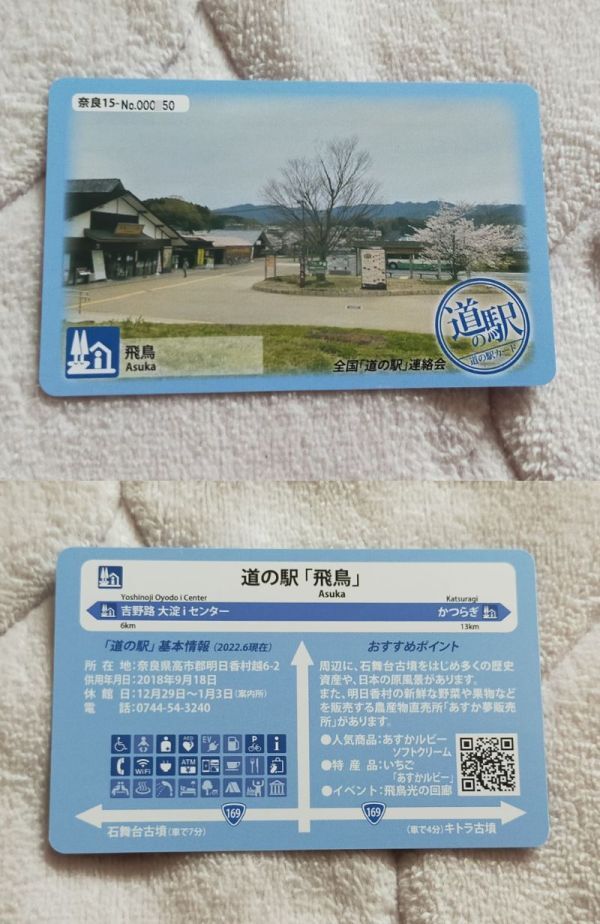 奈良15-No.000 50
道の駅
道の駅カード
飛鳥
Asuka
全国「道の駅」連絡会
道の駅「飛鳥」
Asuka
Yoshinoji Oyodo i Center
吉野路 大淀iセンター
6km
Katsuragi
かつらぎ
13km
「道の駅」基本情報(2022.6現在)
所在地:奈良県高市郡明日香村越6-2
供用年月日:2018年9月18日
休館日:12月29日~1月3日(案内所)
電話:0744-54-3240
おすすめポイント
周辺に、石舞台古墳をはじめ多くの歴史
資産や、日本の原風景があります。
また、明日香村の新鮮な野菜や果物など
を販売する農産物直売所「あすか夢販売
所」があります。
●人気商品:あすかルビー
ソフトクリーム
●特産品:いちご
「あすかルビー」
●イベント:飛鳥光の回廊
AED
EV
P
i
WiFi
ATM
169
169
石舞台古墳(車で7分)
(車で4分)キトラ古墳